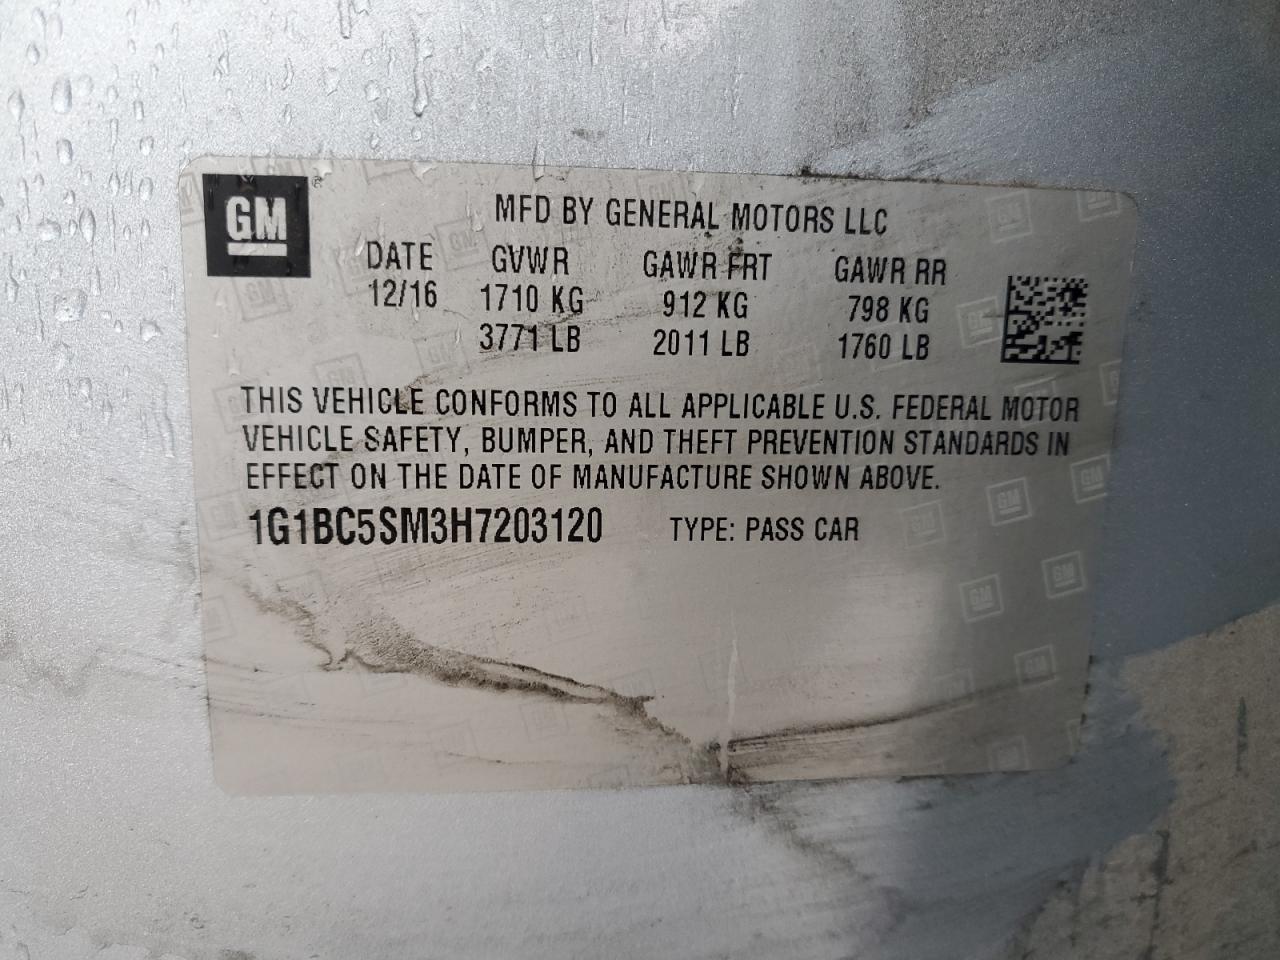 GM
MFD BY GENERAL MOTORS LLC
DATE GVWR GAWR FRT GAWR RR
12/16 1710 KG 912 KG 798 KG
3771 LB 2011 LB 1760 LB
THIS VEHICLE CONFORMS TO ALL APPLICABLE U.S. FEDERAL MOTOR
VEHICLE SAFETY, BUMPER, AND THEFT PREVENTION STANDARDS IN
EFFECT ON THE DATE OF MANUFACTURE SHOWN ABOVE.
1G1BC5SM3H7203120 TYPE: PASS CAR